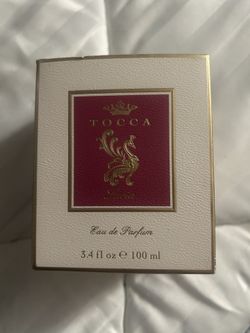 TOCCA
Eau de Parfum
3.4 fl oz ℮ 100 ml